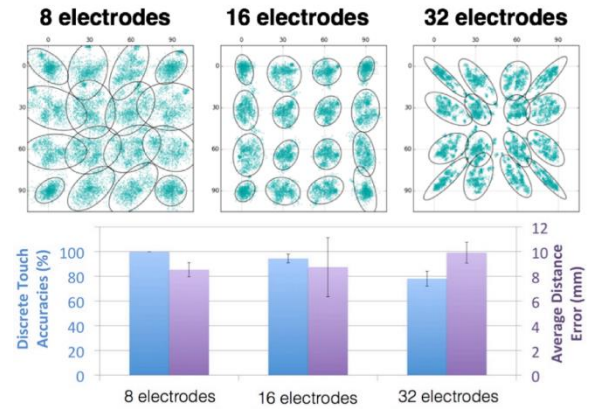 8 electrodes 16 electrodes 32 electrodes
0 30 60 90 0 30 60 90 0 30 60 90
0 0 0
30 30 30
60 60 60
90 90 90
Discrete Touch
Accuracies (%)
100
80
60
40
20
0
12
10
8
6
4
2
0
Average Distance
Error (mm)
8 electrodes 16 electrodes 32 electrodes